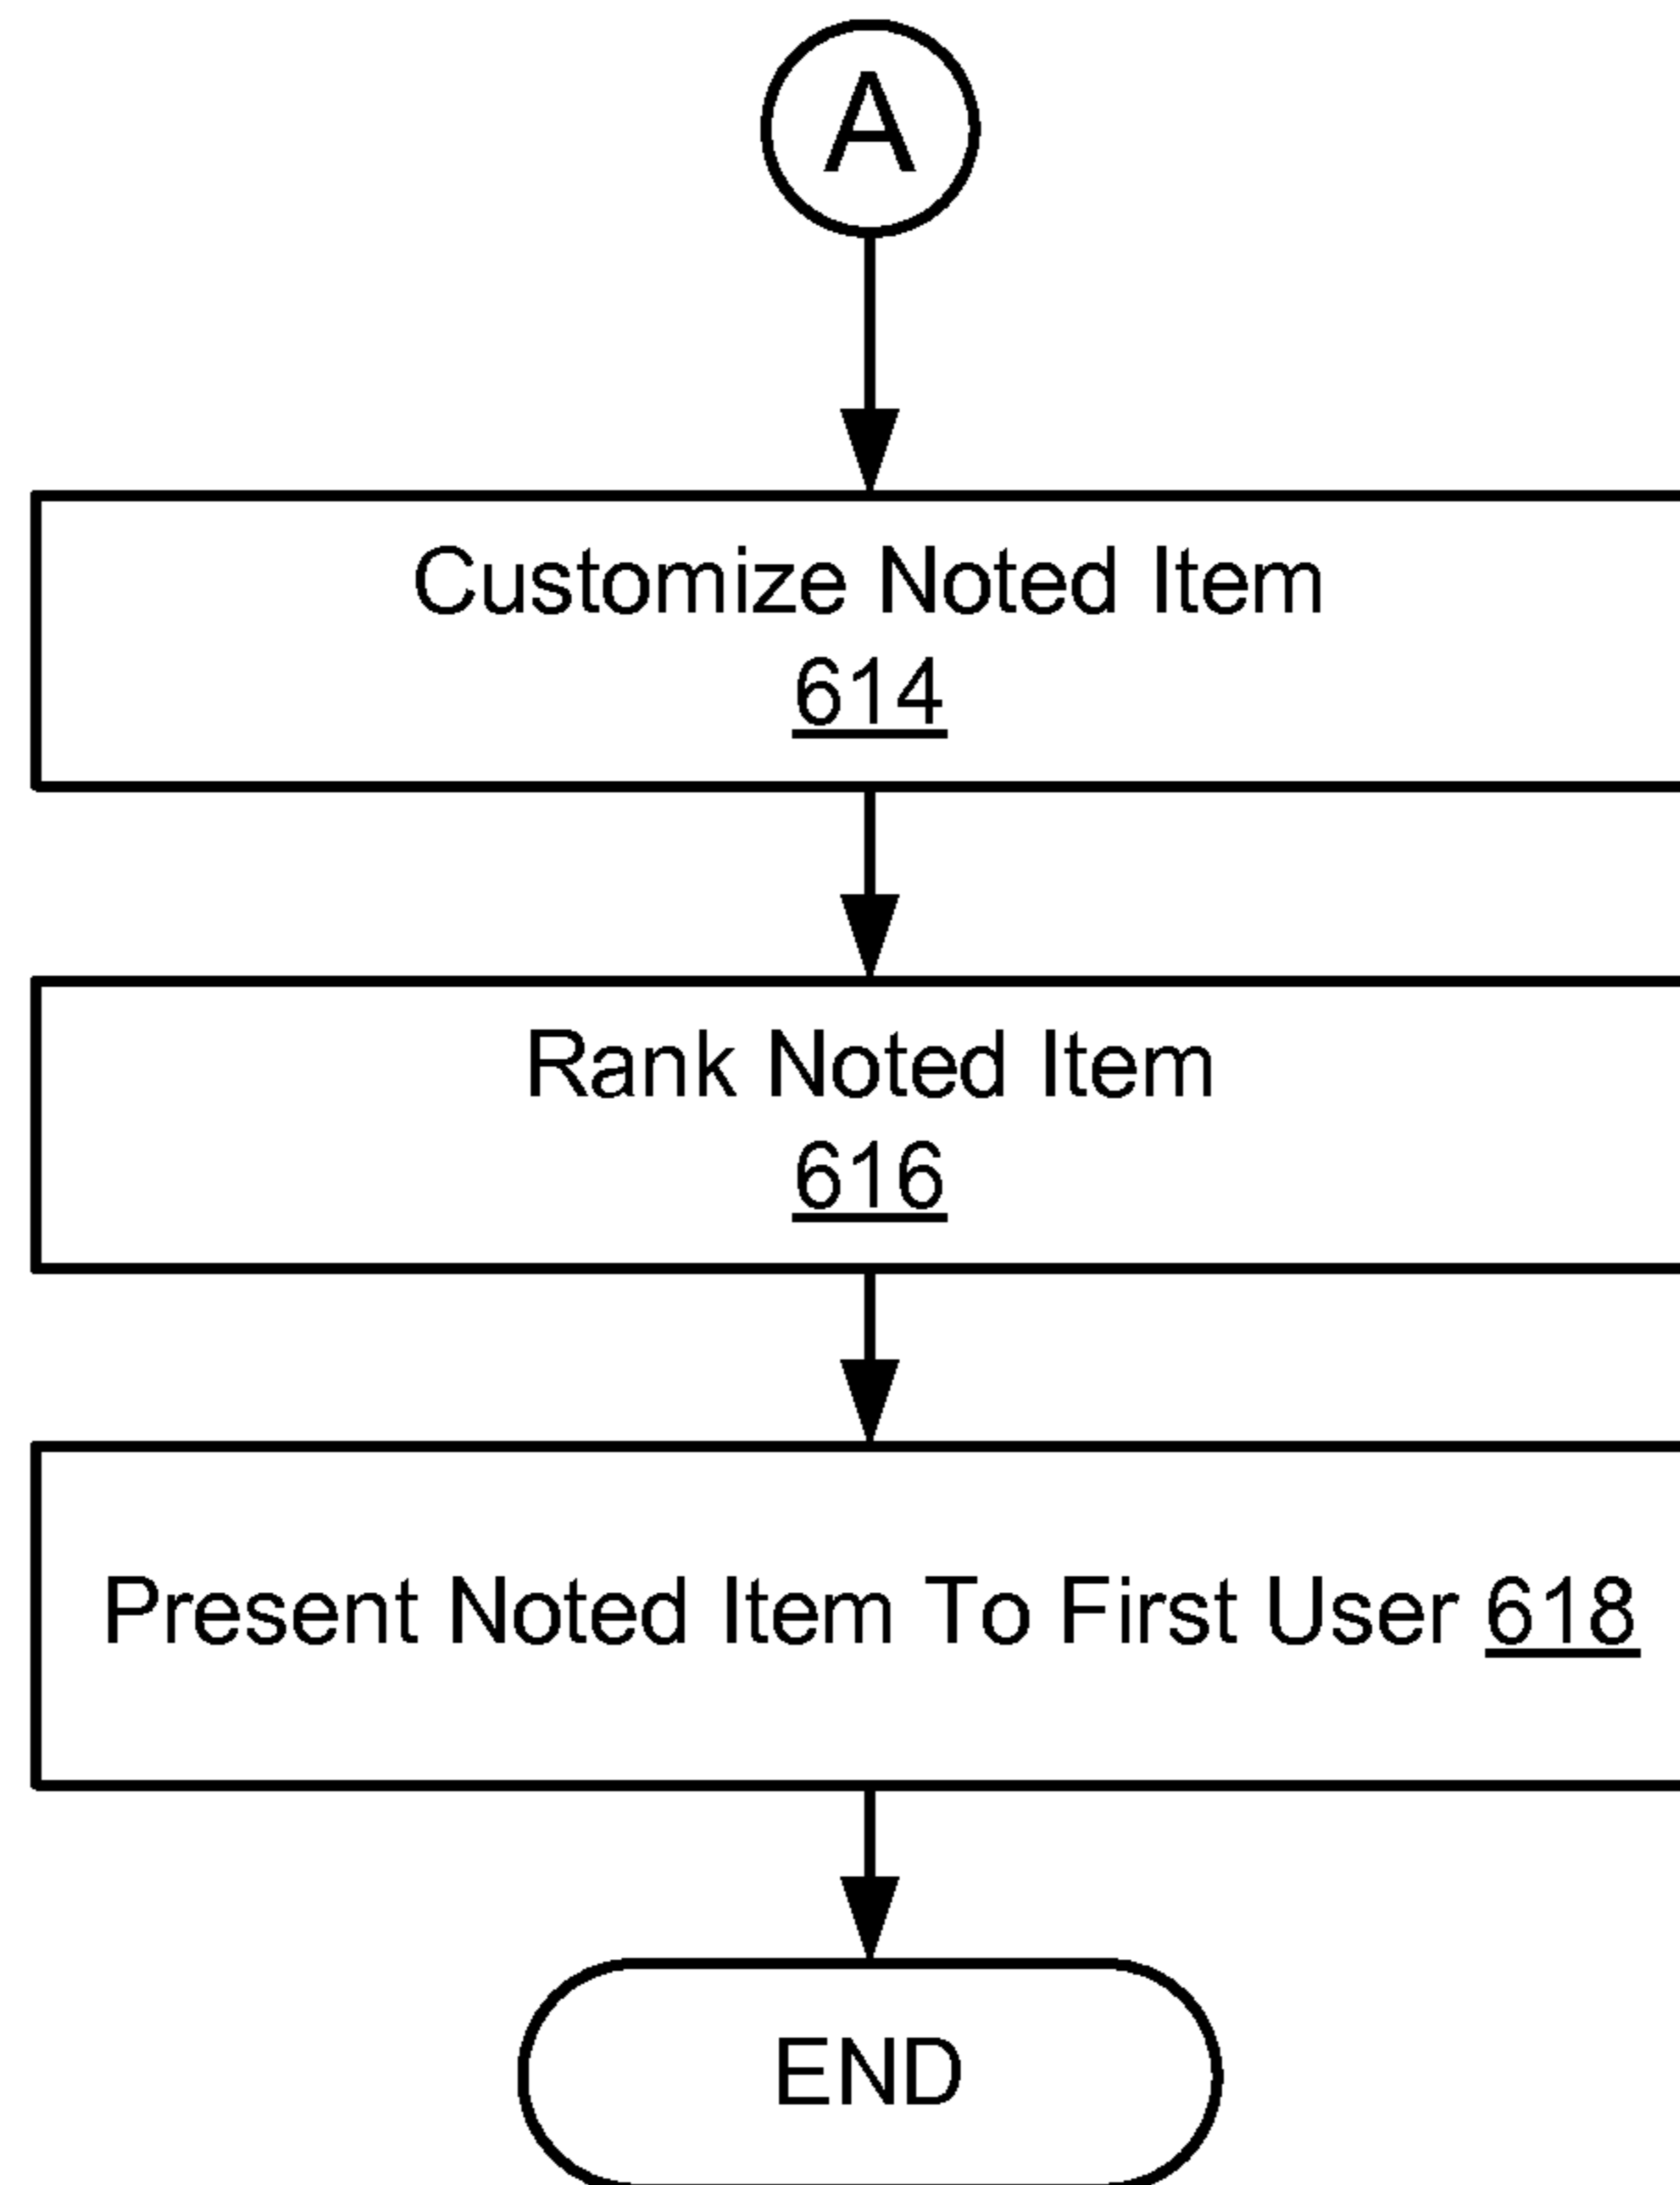 A
Customize Noted Item
614
Rank Noted Item
616
Present Noted Item To First User 618
END